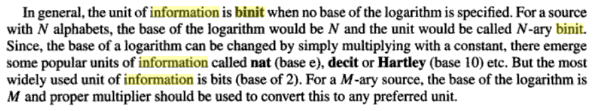 In general, the unit of information is binit when no base of the logarithm is specified. For a source
with N alphabets, the base of the logarithm would be N and the unit would be called N-ary binit.
Since, the base of a logarithm can be changed by simply multiplying with a constant, there emerge
some popular units of information called nat (base e), decit or Hartley (base 10) etc. But the most
widely used unit of information is bits (base of 2). For a M-ary source, the base of the logarithm is
M and proper multiplier should be used to convert this to any preferred unit.